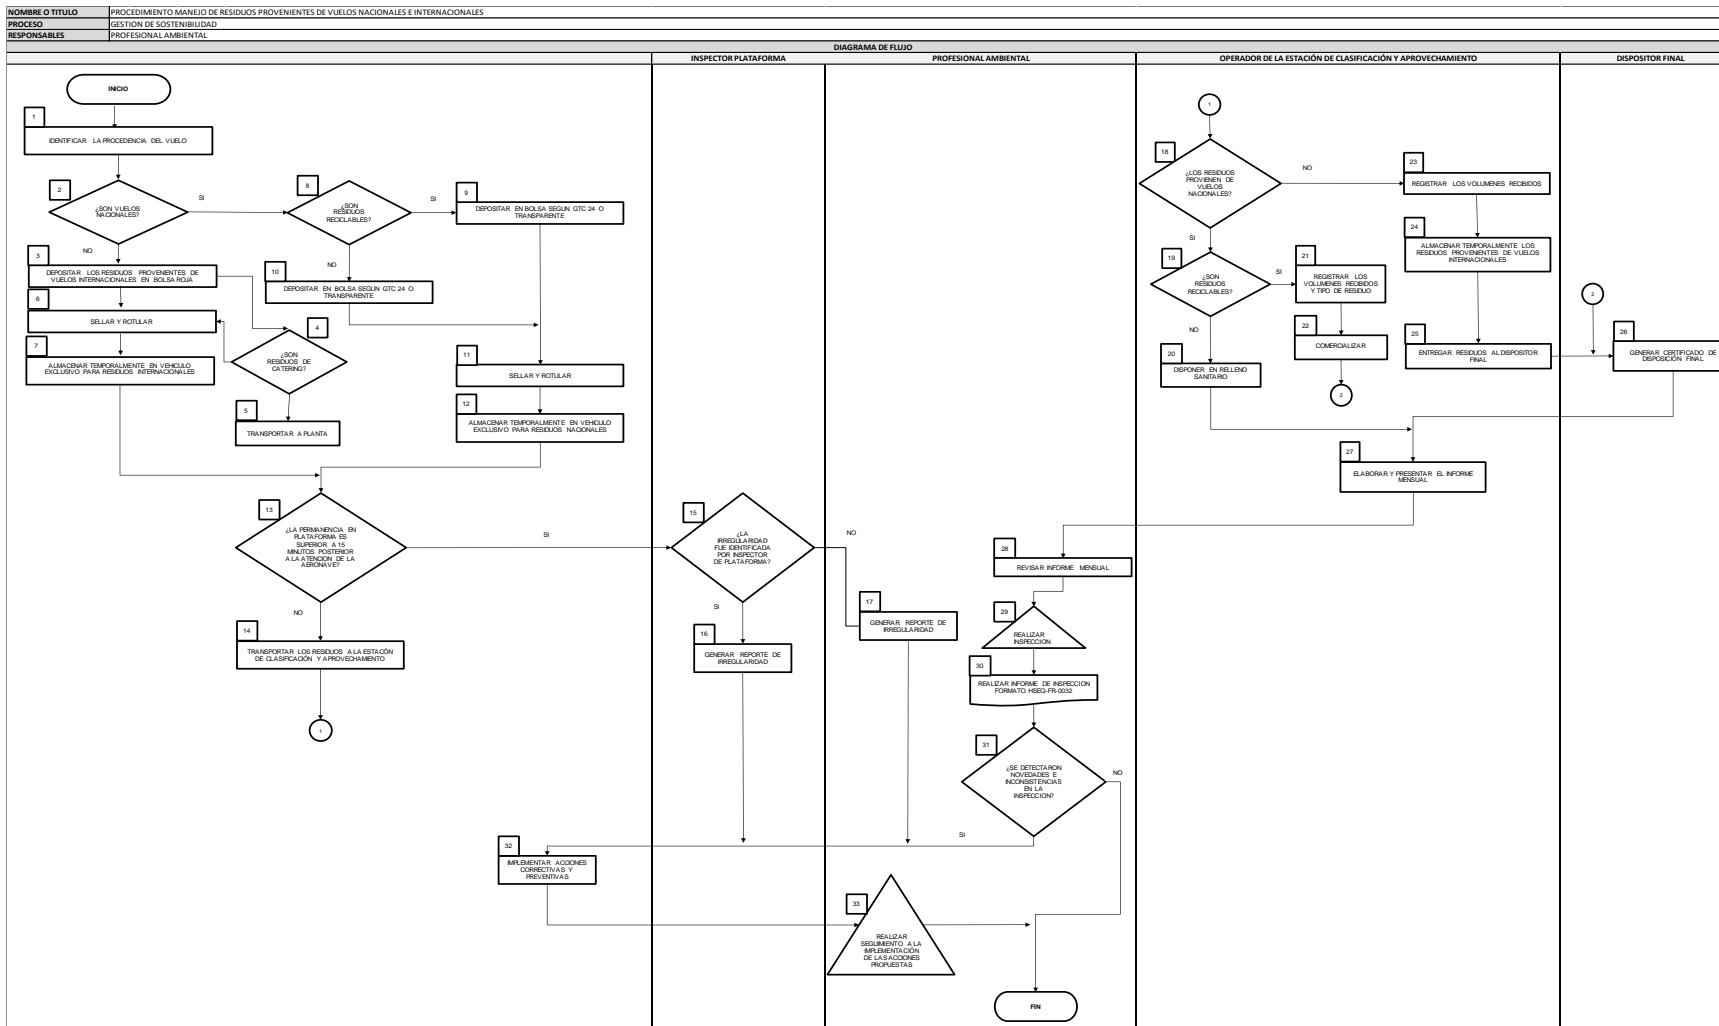 NOMBRE O TITULO PROCEDIMIENTO MANEJO DE RESIDUOS PROVENIENTES DE VUELOS NACIONALES E INTERNACIONALES
PROCESO GESTION DE SOSTENIBILIDAD
RESPONSABLES PROFESIONAL AMBIENTAL
DIAGRAMA DE FLUJO
INSPECTOR PLATAFORMA PROFESIONAL AMBIENTAL OPERADOR DE LA ESTACIÓN DE CLASIFICACIÓN Y APROVECHAMIENTO DISPOSITOR FINAL
INICIO
1
IDENTIFICAR LA PROCEDENCIA DEL VUELO
2
¿SON VUELOS
NACIONALES?
SI
NO
3
DEPOSITAR LOS RESIDUOS PROVENIENTES DE
VUELOS INTERNACIONALES EN BOLSA ROJA
6
SELLAR Y ROTULAR
7
ALMACENAR TEMPORALMENTE EN VEHICULO
EXCLUSIVO PARA RESIDUOS INTERNACIONALES
4
¿SON
RESIDUOS DE
CATERING?
5
TRANSPORTAR A PLANTA
8
¿SON
RESIDUOS
RECICLABLES?
SI
NO
9
DEPOSITAR EN BOLSA SEGUN GTC 24 O
TRANSPARENTE
10
DEPOSITAR EN BOLSA SEGUN GTC 24 O
TRANSPARENTE
11
SELLAR Y ROTULAR
12
ALMACENAR TEMPORALMENTE EN VEHICULO
EXCLUSIVO PARA RESIDUOS NACIONALES
13
¿LA PERMANENCIA EN
PLATAFORMA ES
SUPERIOR A 15
MINUTOS POSTERIOR
A LA ATENCION DE LA
AERONAVE?
SI
NO
14
TRANSPORTAR LOS RESIDUOS A LA ESTACÓN
DE CLASIFICACIÓN Y APROVECHAMIENTO
1
15
¿LA
IRREGULARIDAD
FUE IDENTIFICADA
POR INSPECTOR
DE PLATAFORMA?
NO
SI
16
GENERAR REPORTE DE
IRREGULARIDAD
17
GENERAR REPORTE DE
IRREGULARIDAD
1
18
¿LOS RESIDUOS
PROVIENEN DE
VUELOS
NACIONALES?
NO
SI
19
¿SON
RESIDUOS
RECICLABLES?
SI
NO
20
DISPONER EN RELLENO
SANITARIO
21
REGISTRAR LOS
VOLUMENES RECIBIDOS
Y TIPO DE RESIDUO
22
COMERCIALIZAR
2
23
REGISTRAR LOS VOLUMENES RECIBIDOS
24
ALMACENAR TEMPORALMENTE LOS
RESIDUOS PROVENIENTES DE VUELOS
INTERNACIONALES
25
ENTREGAR RESIDUOS AL DISPOSITOR
FINAL
2
26
GENERAR CERTIFICADO DE
DISPOSICIÓN FINAL
27
ELABORAR Y PRESENTAR EL INFORME
MENSUAL
28
REVISAR INFORME MENSUAL
29
REALIZAR
INSPECCION
30
REALIZAR INFORME DE INSPECCION
FORMATO HSEQ-FR-0032
31
¿SE DETECTARON
NOVEDADES E
INCONSISTENCIAS
EN LA
INSPECCION?
NO
SI
32
IMPLEMENTAR ACCIONES
CORRECTIVAS Y
PREVENTIVAS
33
REALIZAR
SEGUIMIENTO A LA
IMPLEMENTACIÓN
DE LAS ACCIONES
PROPUESTAS
FIN